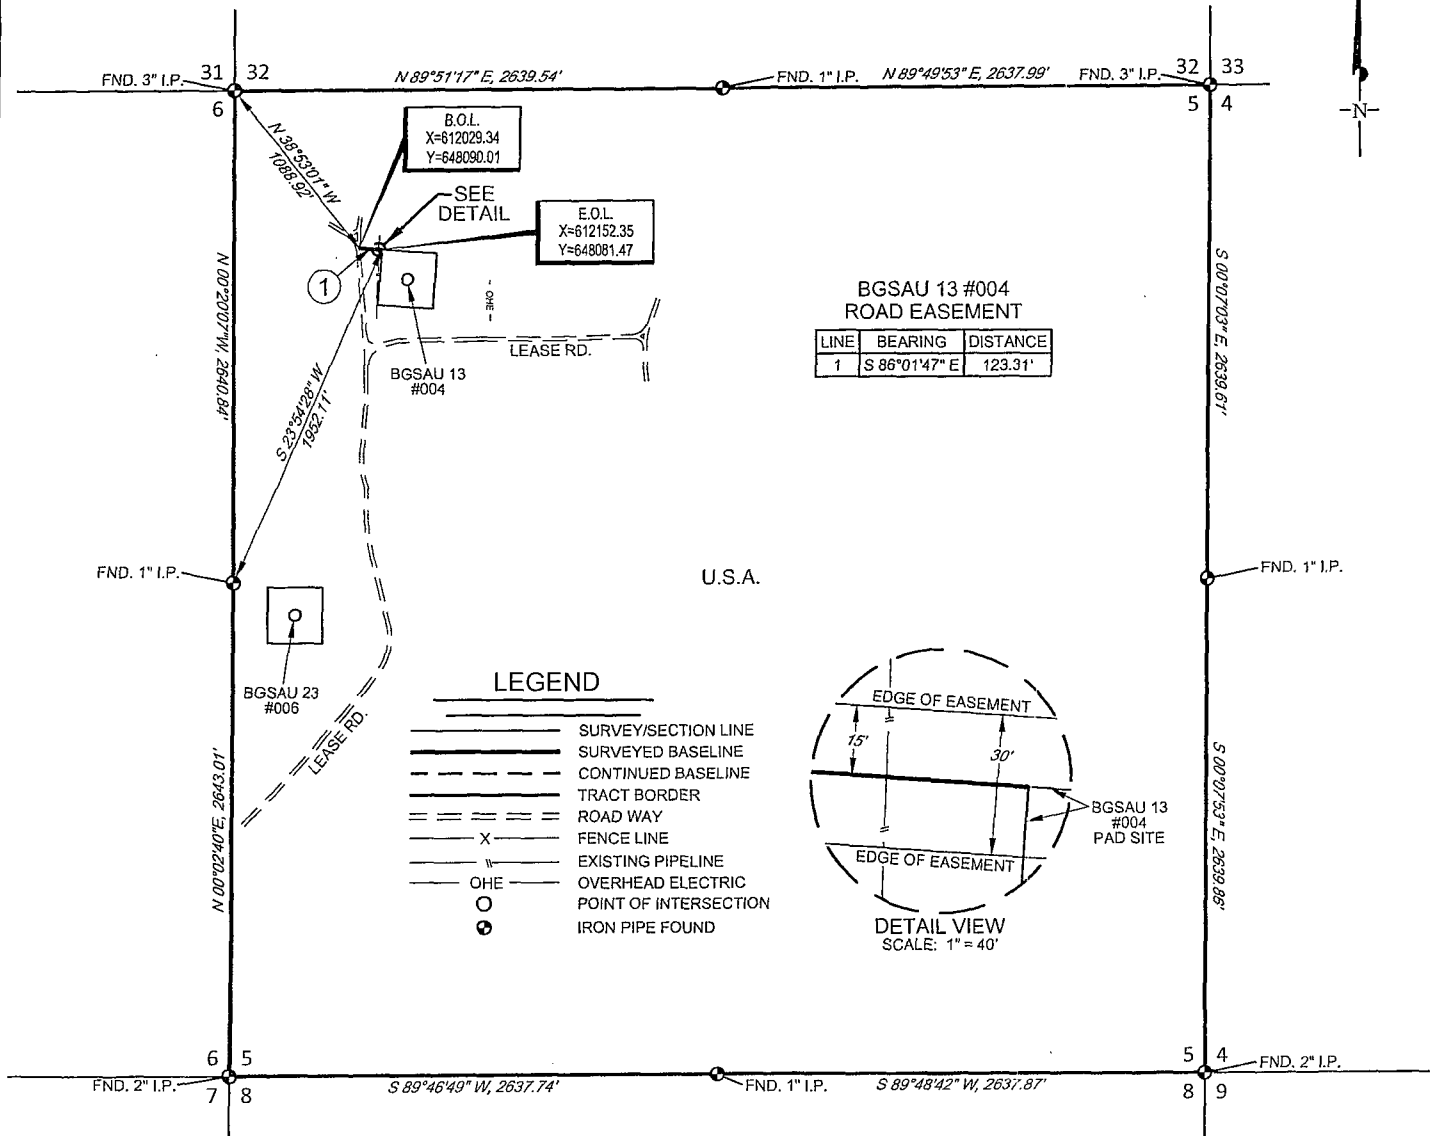 31 32
FND. 3" I.P.
6
N 89°51'17" E, 2639.54'
FND. 1" I.P.
N 89°49'53" E, 2637.99'
FND. 3" I.P.
32 33
5 4
-N-
B.O.L.
X=612029.34
Y=648090.01
N 38°53'01" W
1088.92'
SEE
DETAIL
E.O.L.
X=612152.35
Y=648081.47
1
OHE
LEASE RD.
BGSAU 13
#004
BGSAU 13 #004
ROAD EASEMENT
LINE BEARING DISTANCE
1 S 86°01'47" E 123.31'
N 00°20'07"W, 2640.84'
S 23°54'28" W
1952.11'
S 00°07'03" E, 2639.61'
FND. 1" I.P.
U.S.A.
FND. 1" I.P.
BGSAU 23
#006
LEASE RD.
N 00°02'40"E, 2643.01'
LEGEND
SURVEY/SECTION LINE
SURVEYED BASELINE
CONTINUED BASELINE
TRACT BORDER
ROAD WAY
X FENCE LINE
EXISTING PIPELINE
OHE OVERHEAD ELECTRIC
POINT OF INTERSECTION
IRON PIPE FOUND
EDGE OF EASEMENT
15'
30'
BGSAU 13
#004
PAD SITE
EDGE OF EASEMENT
DETAIL VIEW
SCALE: 1" = 40'
S 00°07'53" E, 2639.86'
6 5
FND. 2" I.P.
7 8
S 89°46'49" W, 2637.74'
FND. 1" I.P.
S 89°48'42" W, 2637.87'
5 4
FND. 2" I.P.
8 9